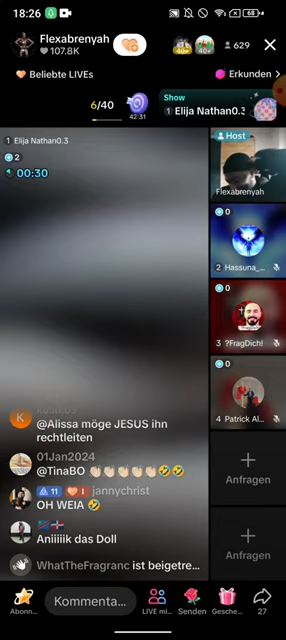 18:26
68
Flexabrenyah
107.8K
40+
40+
629
Beliebte LIVEs
Erkunden
6/40
42:31
Show
1 Elija Nathan0.3
1 Elija Nathan0.3
2
00:30
Host
Flexabrenyah
0
2 Hassuna_...
0
3 ?FragDich!
0
4 Patrick Al...
Anfragen
Anfragen
@Alissa möge JESUS ihn
rechtleiten
01Jan2024
@TinaBO 👏🏻👏🏻👏🏻👏🏻👏🏻🤣🤣
11 1 jannychrist
OH WEIA 🤣
Aniiiiik das Doll
WhatTheFragranc ist beigetre...
Abonn...
Kommenta...
LIVE mi...
Senden
Gesche...
27